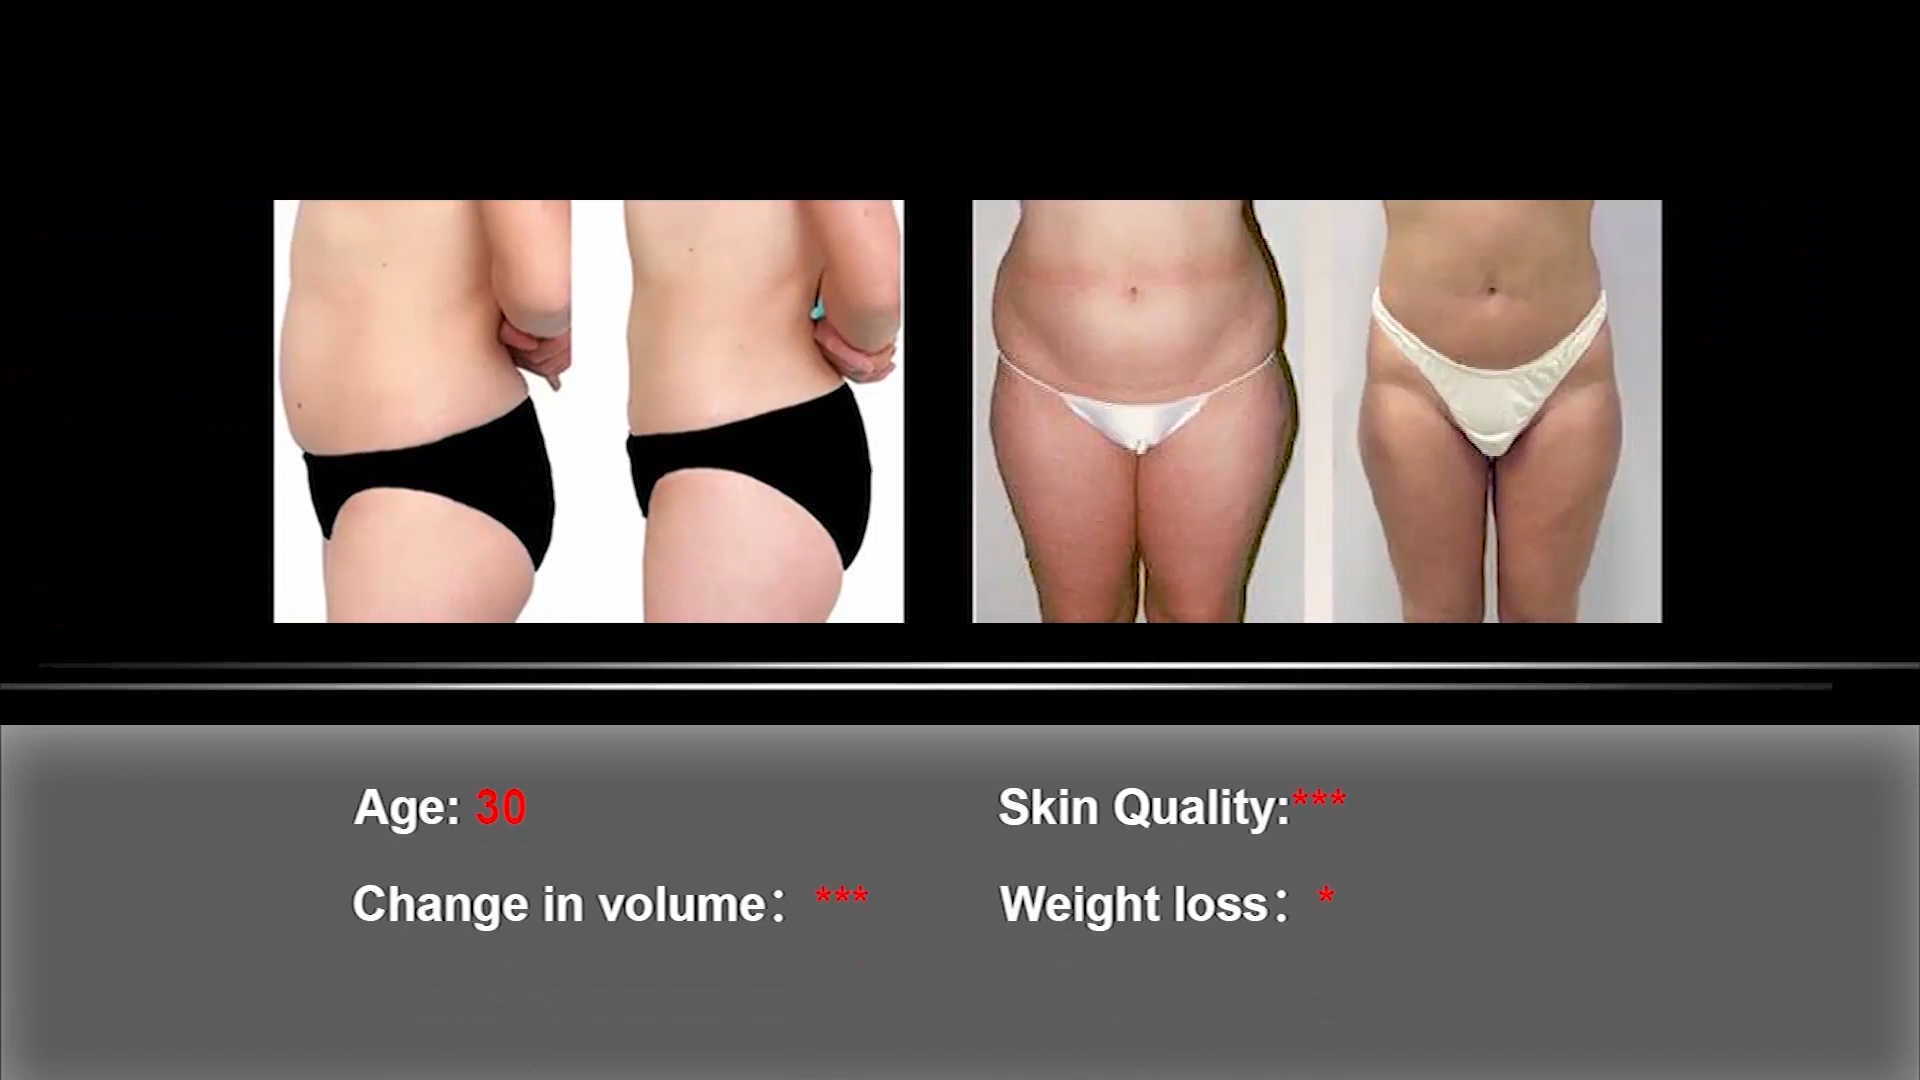 Age: 30
Skin Quality:***
Change in volume： ***
Weight loss： *